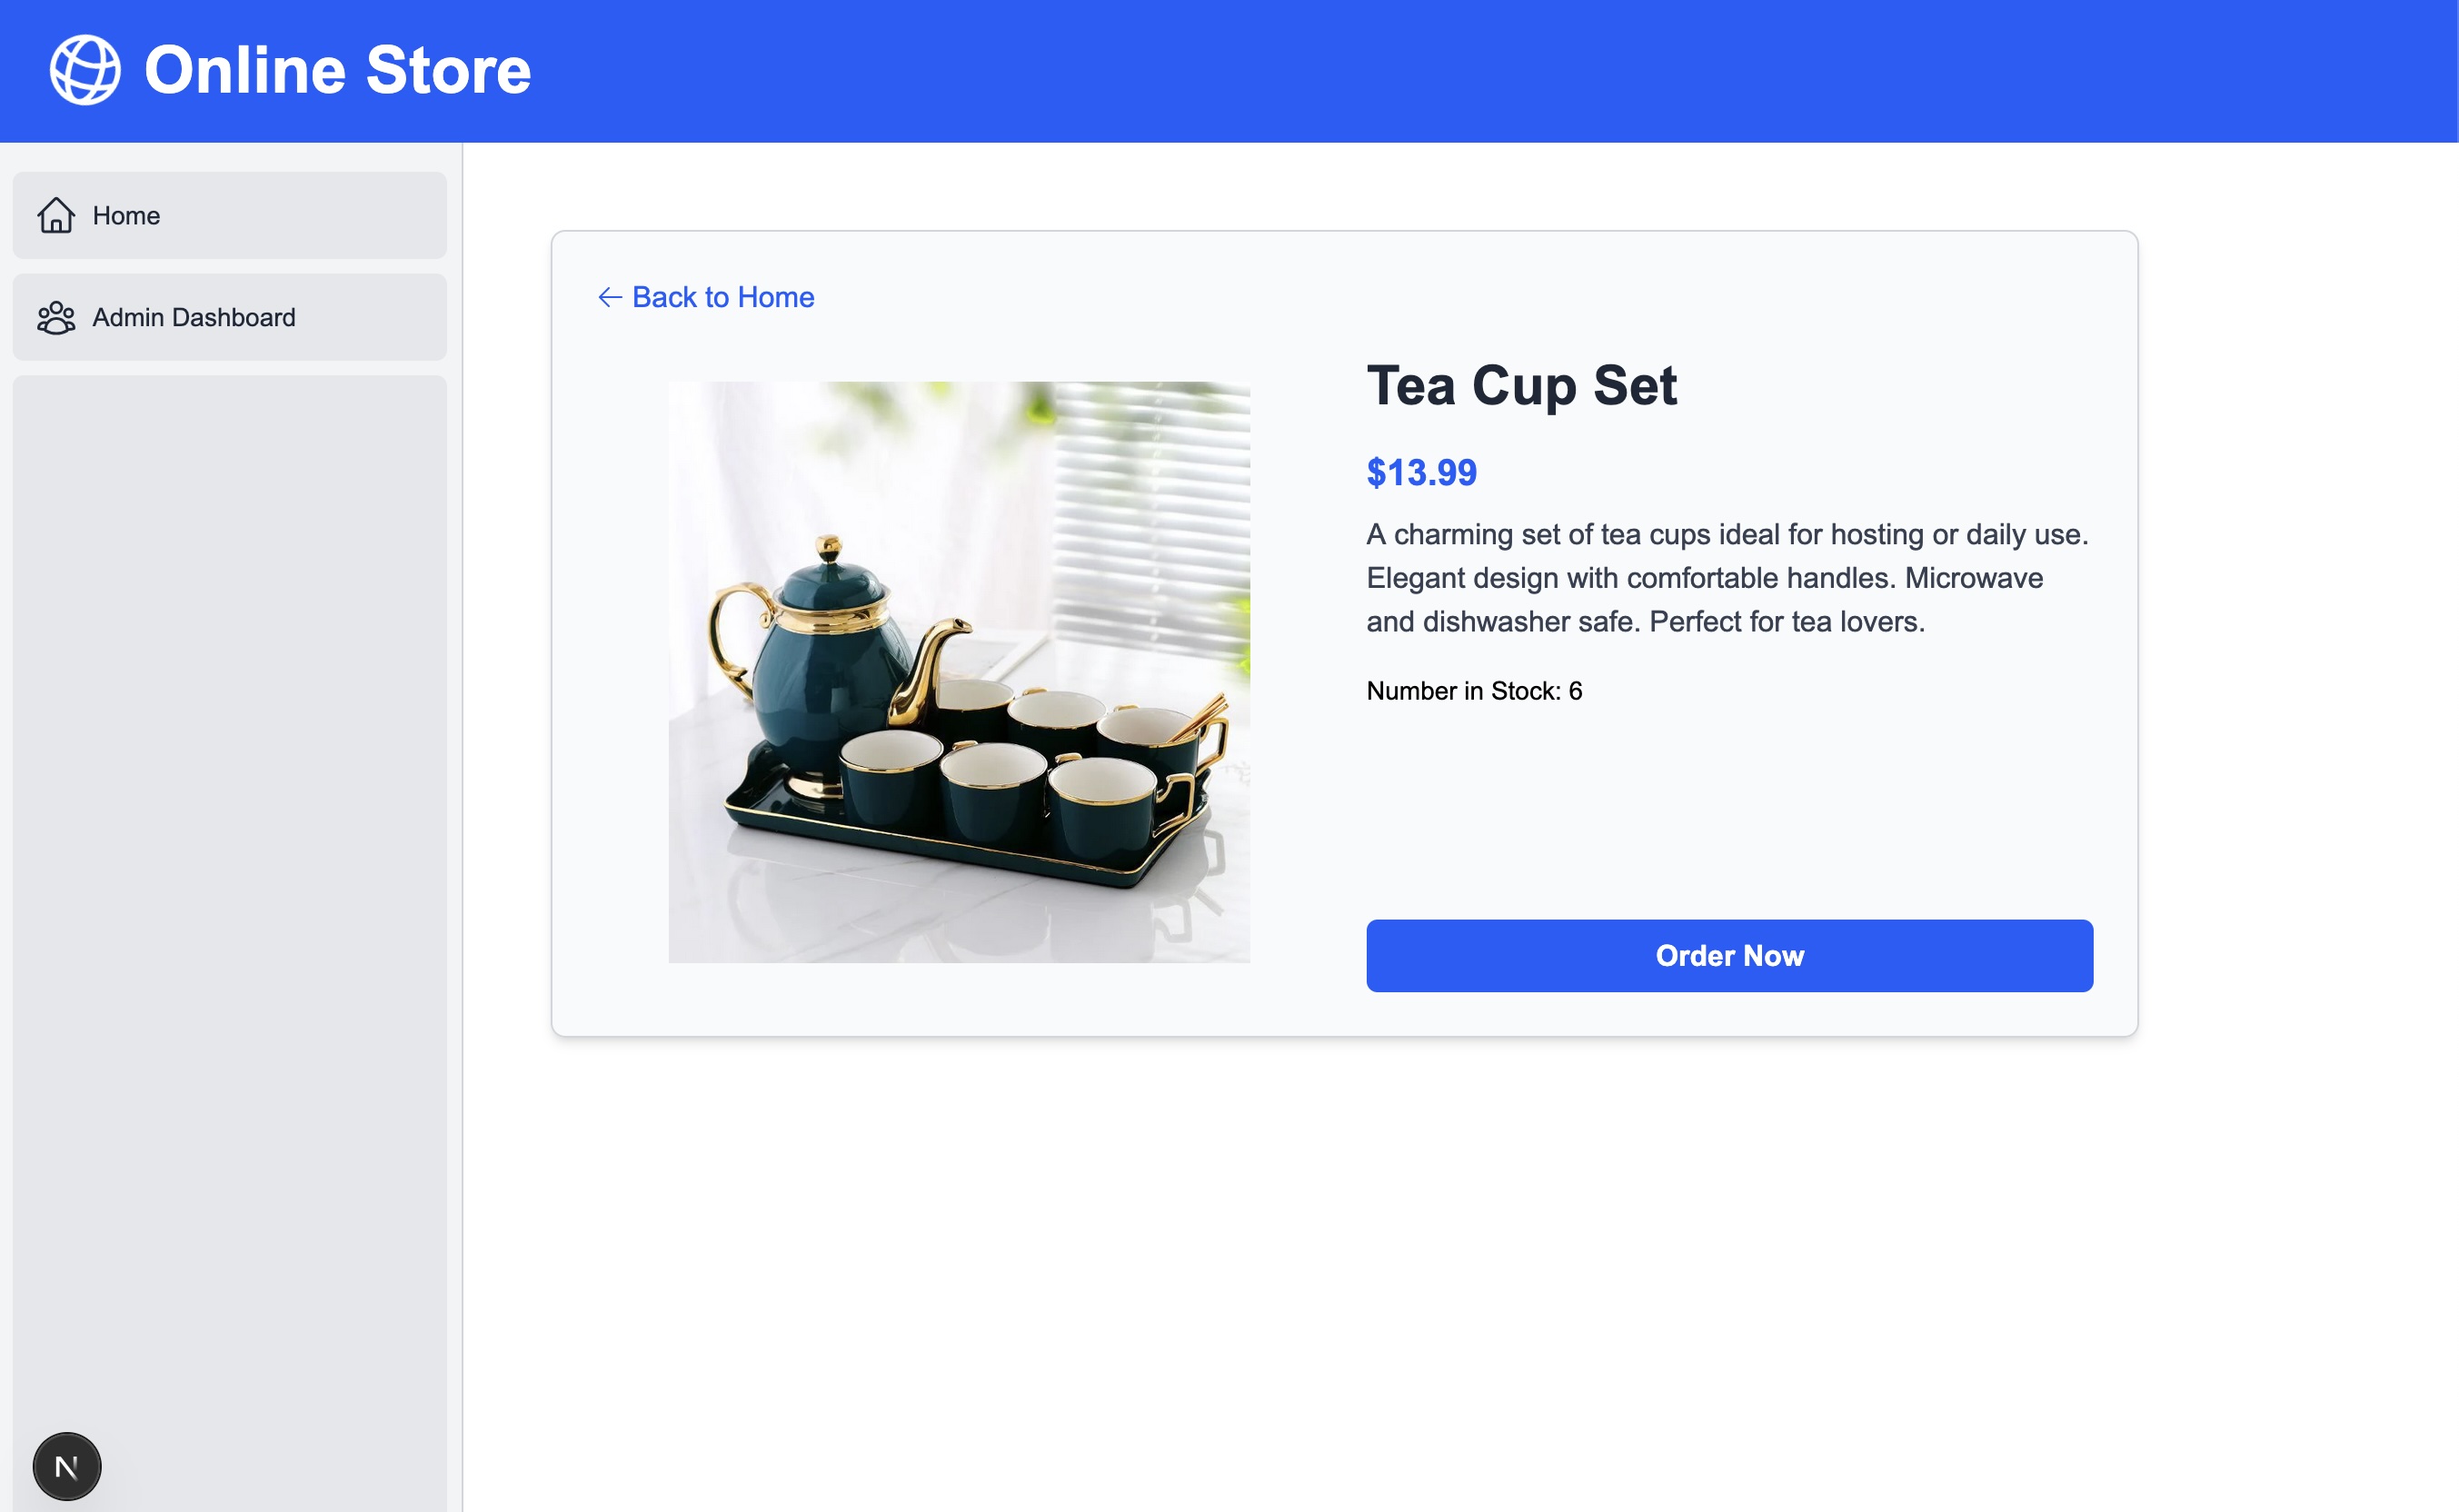 Online Store
Home
Admin Dashboard
Back to Home
Tea Cup Set
$13.99
A charming set of tea cups ideal for hosting or daily use.
Elegant design with comfortable handles. Microwave
and dishwasher safe. Perfect for tea lovers.
Number in Stock: 6
Order Now
N